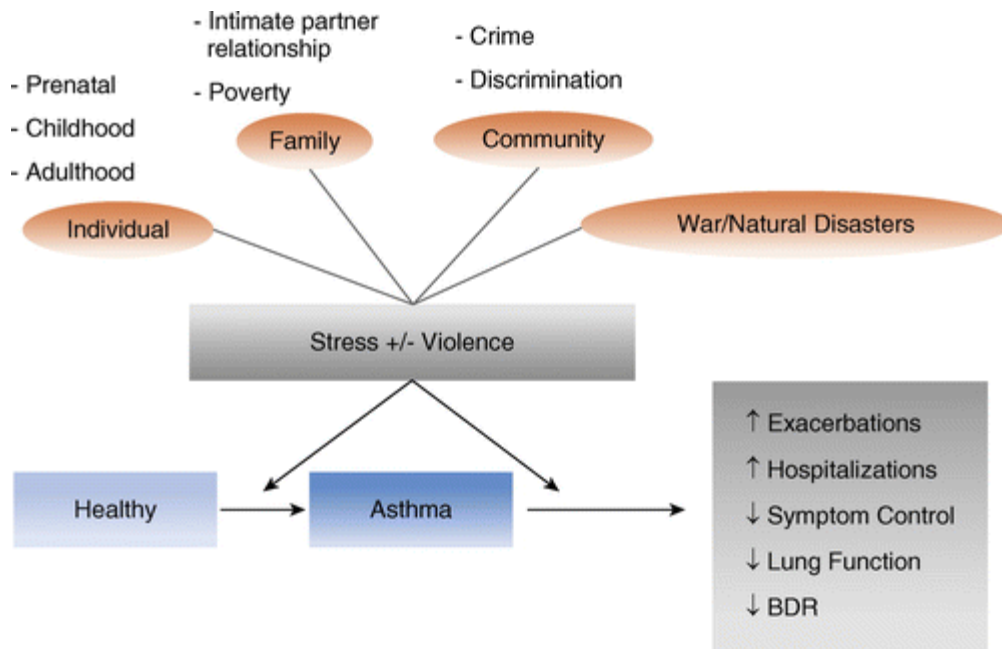 - Prenatal
- Childhood
- Adulthood
Individual
- Intimate partner
relationship
- Poverty
Family
- Crime
- Discrimination
Community
War/Natural Disasters
Stress +/- Violence
Healthy
Asthma
↑ Exacerbations
↑ Hospitalizations
↓ Symptom Control
↓ Lung Function
↓ BDR